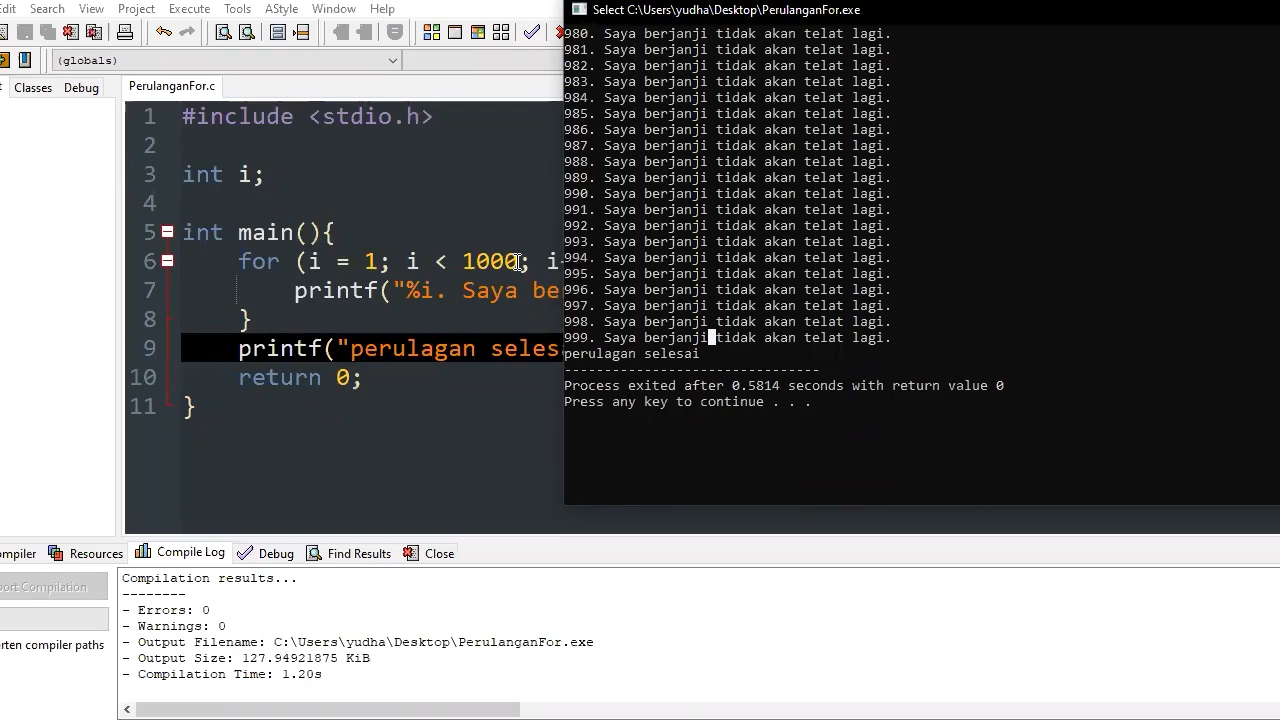 dit Search View Project Execute Tools AStyle Window Help
(globals)
t Classes Debug
PerulanganFor.c
1 #include <stdio.h>
2
3 int i;
4
5 int main(){
6 for (i = 1; i < 1000; i
7 printf("%i. Saya be
8 }
9 printf("perulagan seles
10 return 0;
11 }
Select C:\Users\yudha\Desktop\PerulanganFor.exe
980. Saya berjanji tidak akan telat lagi.
981. Saya berjanji tidak akan telat lagi.
982. Saya berjanji tidak akan telat lagi.
983. Saya berjanji tidak akan telat lagi.
984. Saya berjanji tidak akan telat lagi.
985. Saya berjanji tidak akan telat lagi.
986. Saya berjanji tidak akan telat lagi.
987. Saya berjanji tidak akan telat lagi.
988. Saya berjanji tidak akan telat lagi.
989. Saya berjanji tidak akan telat lagi.
990. Saya berjanji tidak akan telat lagi.
991. Saya berjanji tidak akan telat lagi.
992. Saya berjanji tidak akan telat lagi.
993. Saya berjanji tidak akan telat lagi.
994. Saya berjanji tidak akan telat lagi.
995. Saya berjanji tidak akan telat lagi.
996. Saya berjanji tidak akan telat lagi.
997. Saya berjanji tidak akan telat lagi.
998. Saya berjanji tidak akan telat lagi.
999. Saya berjanji tidak akan telat lagi.
perulagan selesai
--------------------------------
Process exited after 0.5814 seconds with return value 0
Press any key to continue . . .
ompiler Resources Compile Log Debug Find Results Close
ort Compilation
rten compiler paths
Compilation results...
--------
- Errors: 0
- Warnings: 0
- Output Filename: C:\Users\yudha\Desktop\PerulanganFor.exe
- Output Size: 127.94921875 KiB
- Compilation Time: 1.20s